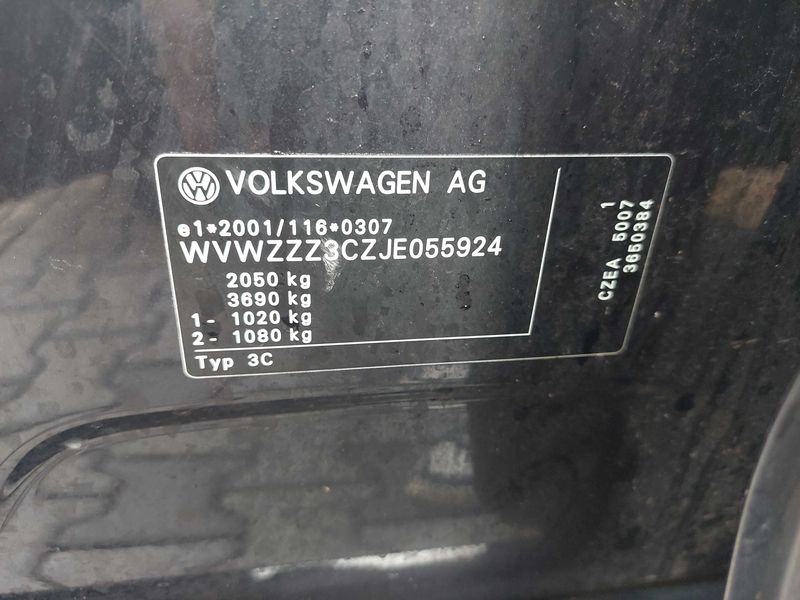 VOLKSWAGEN AG
e1*2001/116*0307
WVWZZZ3CZJE055924
2050 kg
3690 kg
1- 1020 kg
2- 1080 kg
Typ 3C
1
CZEA 5007
3650384